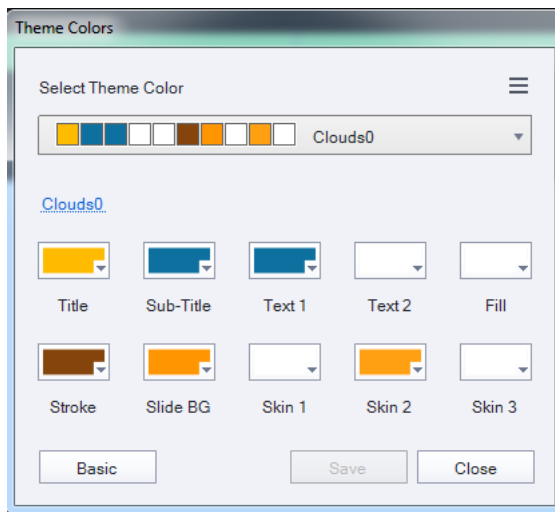 Theme Colors
Select Theme Color
Clouds0
Clouds0
Title Sub-Title Text 1 Text 2 Fill
Stroke Slide BG Skin 1 Skin 2 Skin 3
Basic Save Close